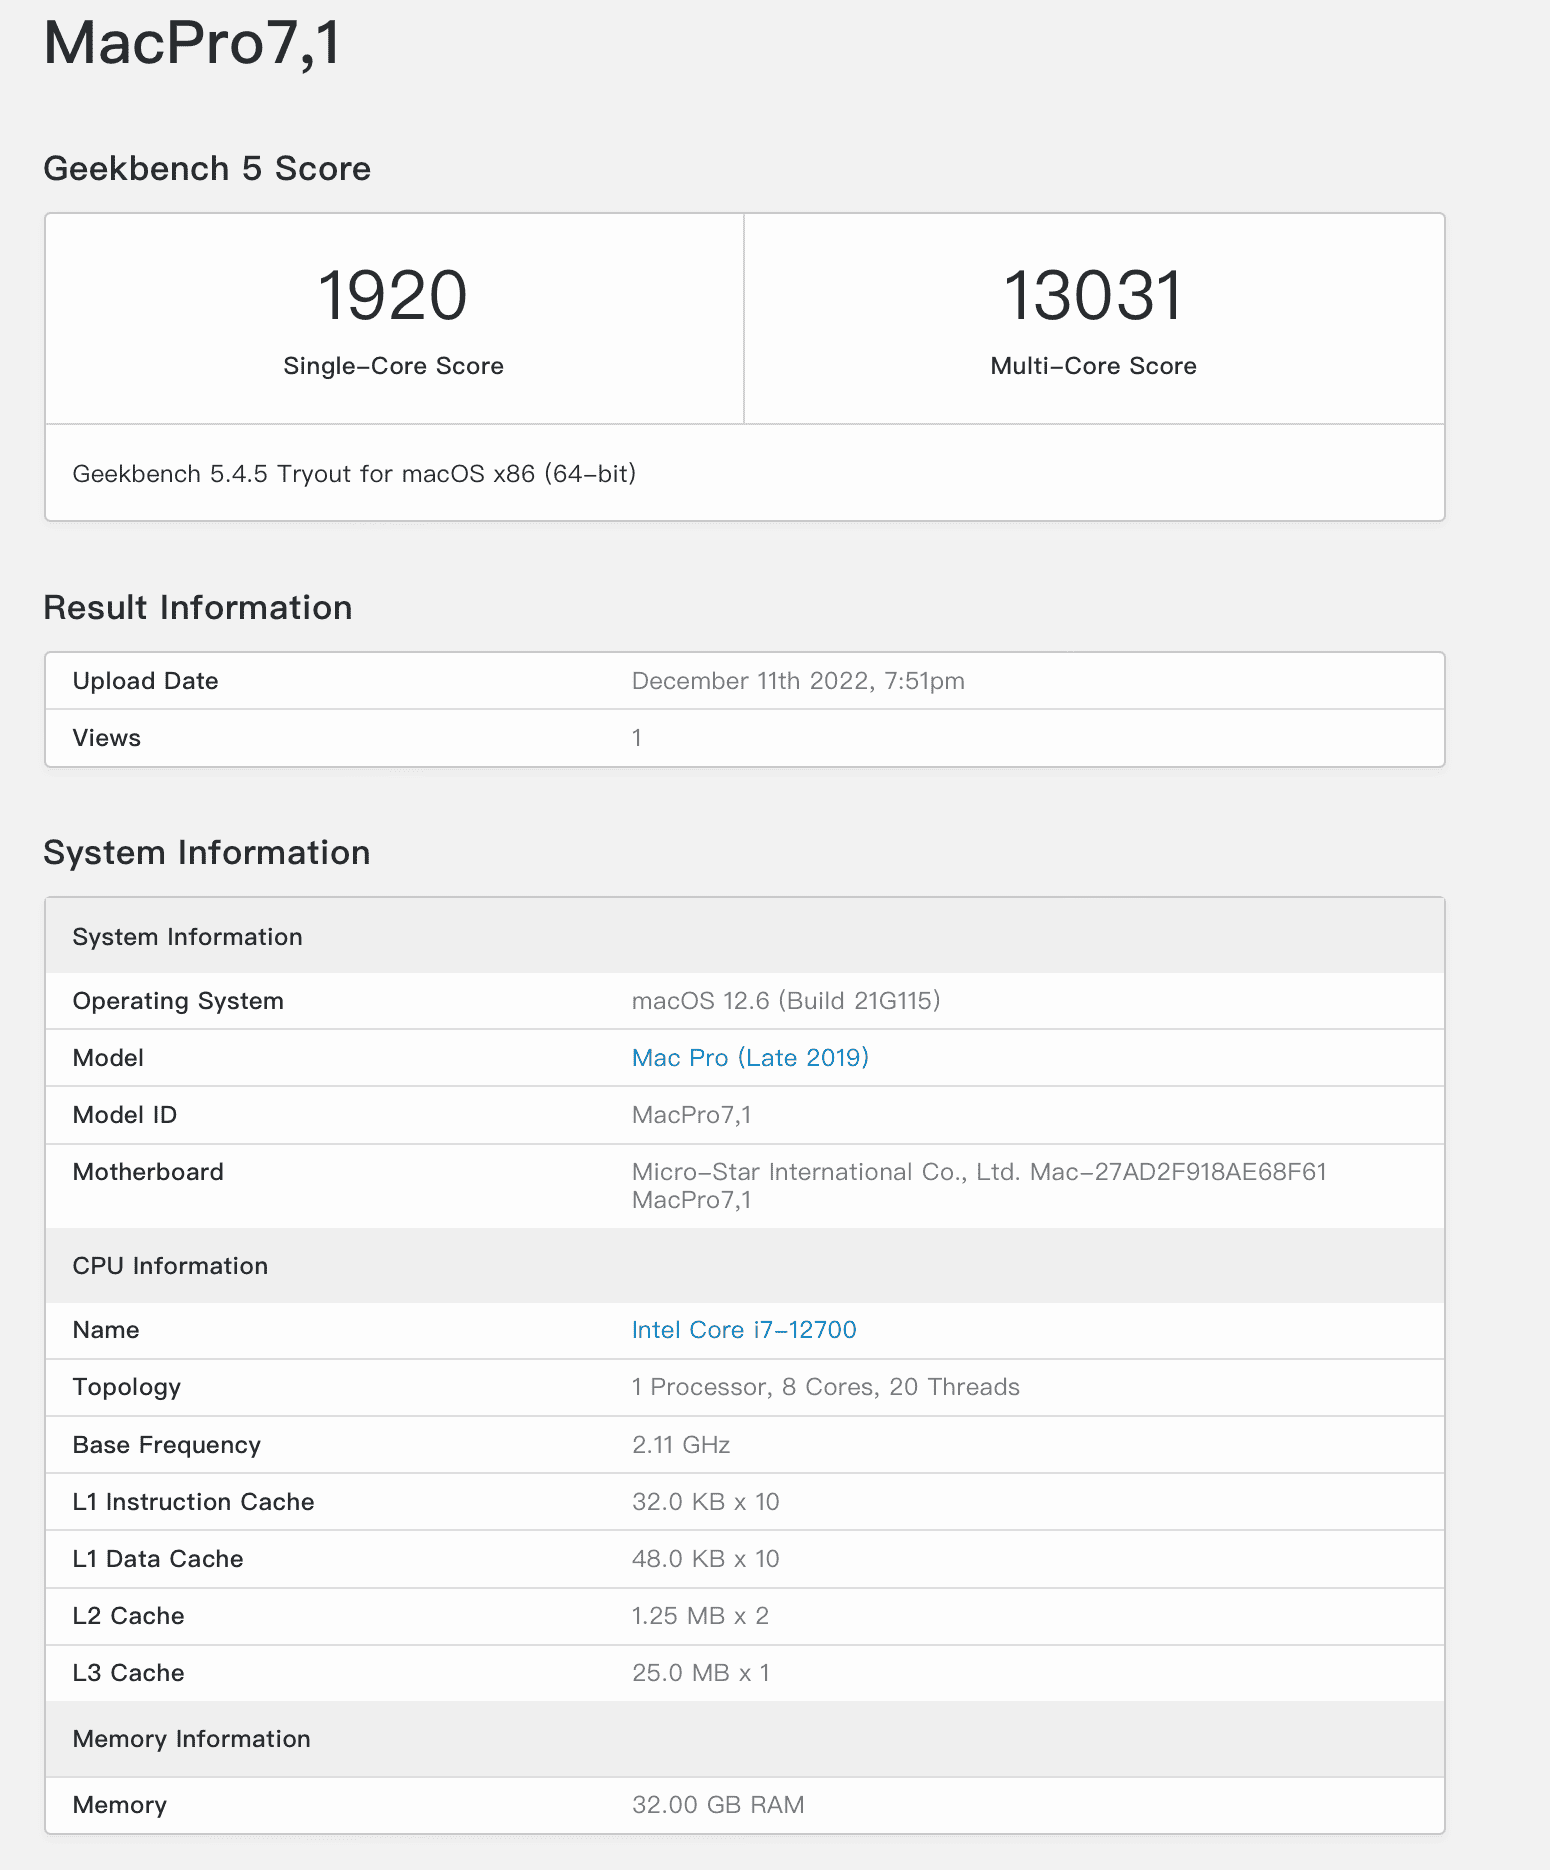 MacPro7,1
Geekbench 5 Score
1920
Single-Core Score
13031
Multi-Core Score
Geekbench 5.4.5 Tryout for macOS x86 (64-bit)
Result Information
Upload Date December 11th 2022, 7:51pm
Views 1
System Information
System Information
Operating System macOS 12.6 (Build 21G115)
Model Mac Pro (Late 2019)
Model ID MacPro7,1
Motherboard Micro-Star International Co., Ltd. Mac-27AD2F918AE68F61
MacPro7,1
CPU Information
Name Intel Core i7-12700
Topology 1 Processor, 8 Cores, 20 Threads
Base Frequency 2.11 GHz
L1 Instruction Cache 32.0 KB x 10
L1 Data Cache 48.0 KB x 10
L2 Cache 1.25 MB x 2
L3 Cache 25.0 MB x 1
Memory Information
Memory 32.00 GB RAM